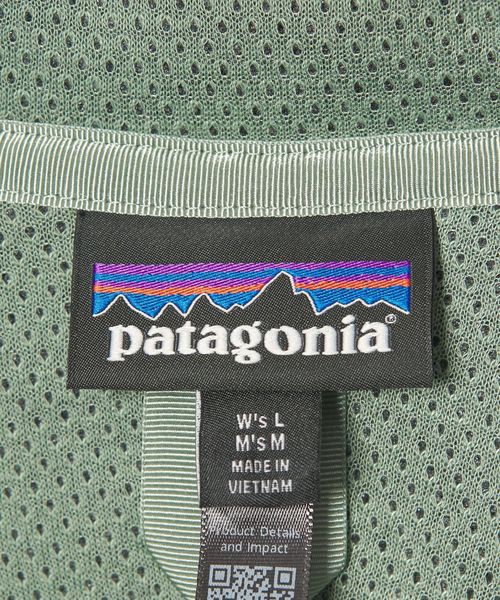 patagonia®
W's L
M's M
MADE IN
VIETNAM
Product Details
and Impact